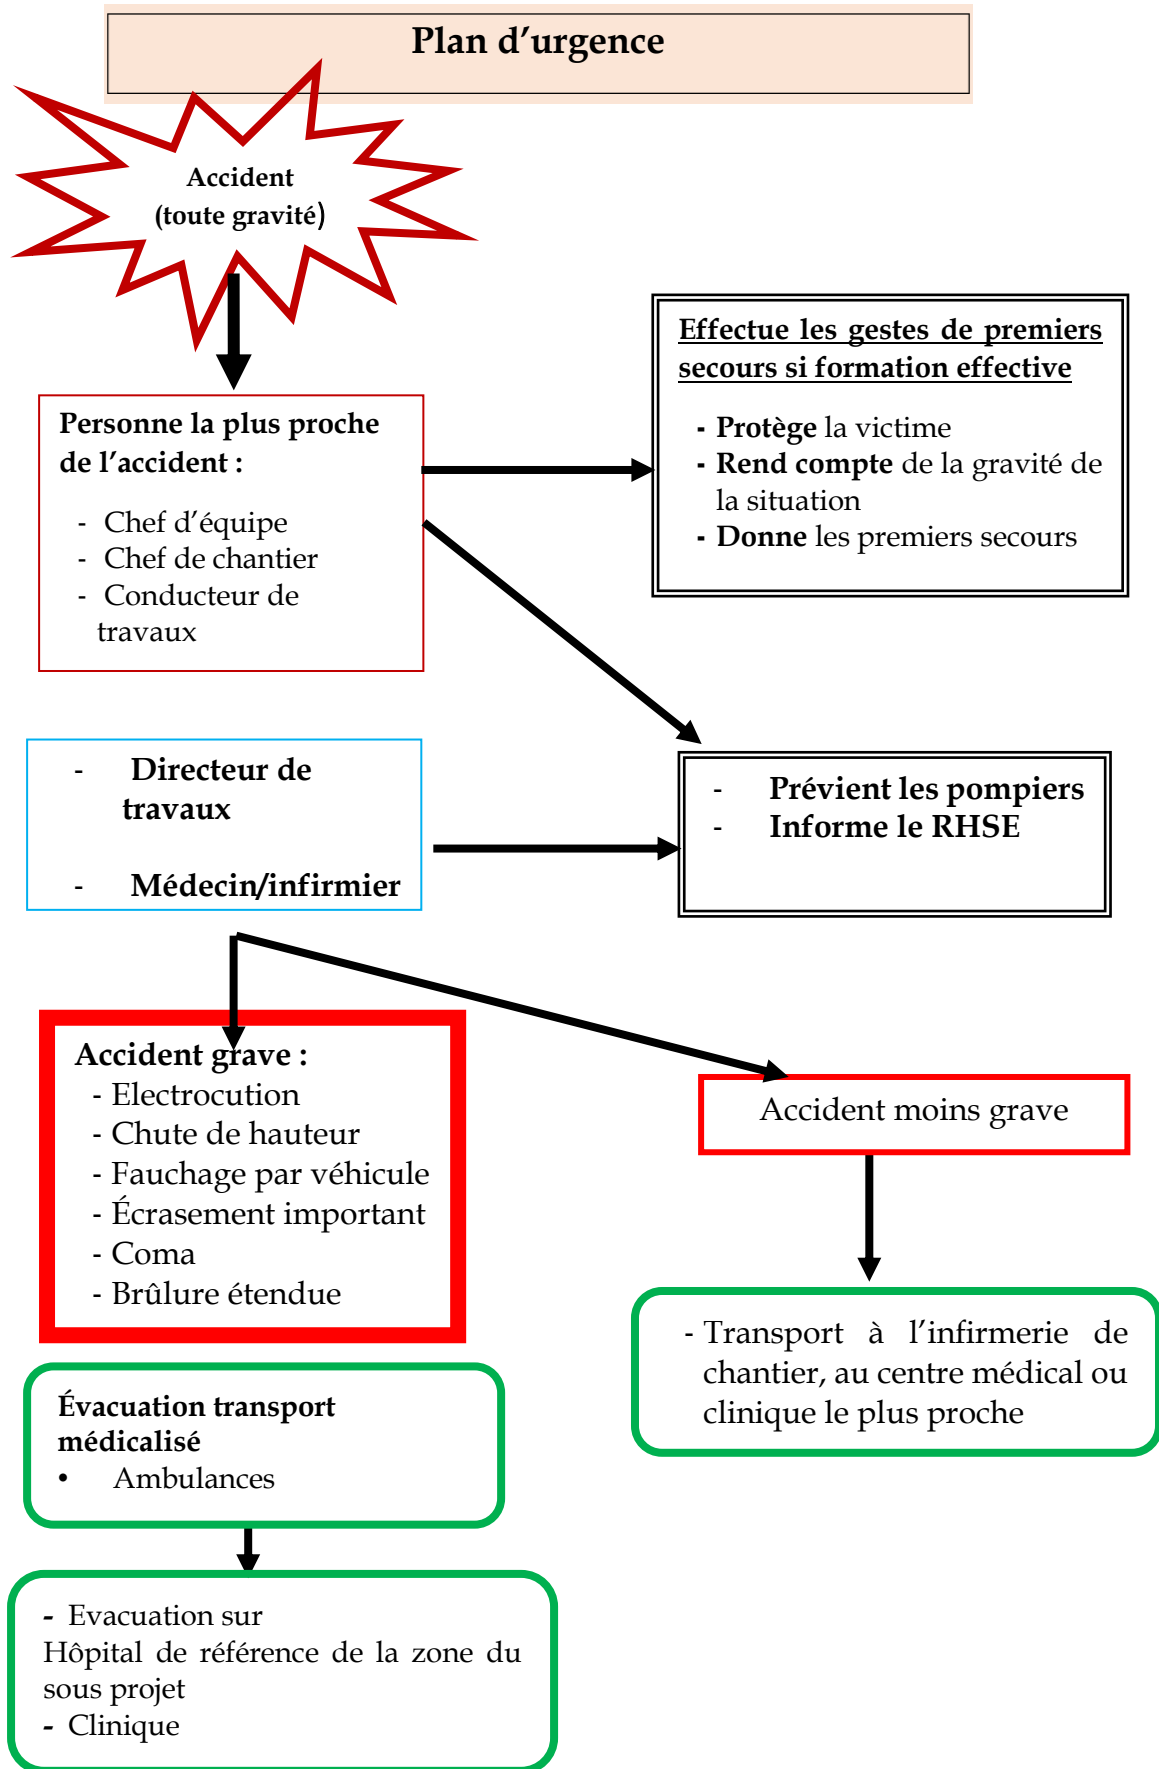 Plan d’urgence
Accident
(toute gravité)
Effectue les gestes de premiers
secours si formation effective
- Protège la victime
- Rend compte de la gravité de
la situation
- Donne les premiers secours
Personne la plus proche
de l’accident :
- Chef d’équipe
- Chef de chantier
- Conducteur de
travaux
- Directeur de
travaux
- Médecin/infirmier
- Prévient les pompiers
- Informe le RHSE
Accident grave :
- Electrocution
- Chute de hauteur
- Fauchage par véhicule
- Écrasement important
- Coma
- Brûlure étendue
Accident moins grave
- Transport à l’infirmerie de
chantier, au centre médical ou
clinique le plus proche
Évacuation transport
médicalisé
• Ambulances
- Evacuation sur
Hôpital de référence de la zone du
sous projet
- Clinique